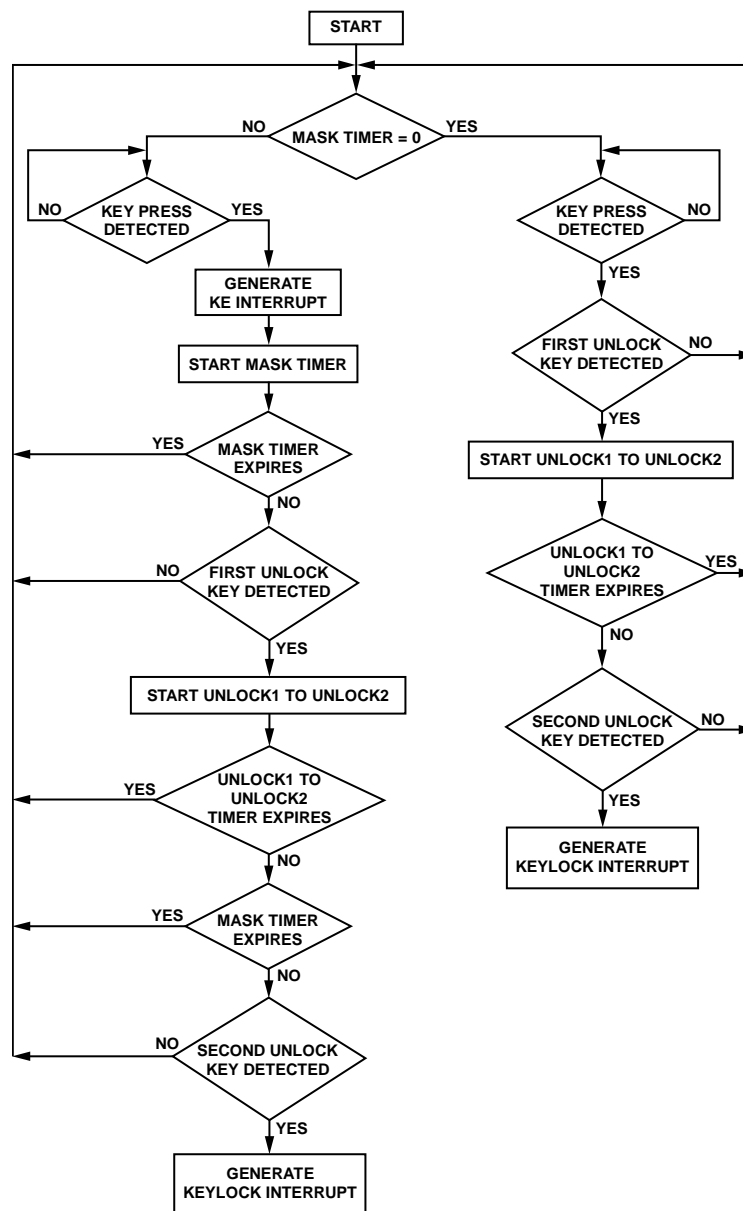 START
MASK TIMER = 0
NO
YES
KEY PRESS
DETECTED
NO
YES
GENERATE
KE INTERRUPT
START MASK TIMER
MASK TIMER
EXPIRES
YES
NO
FIRST UNLOCK
KEY DETECTED
NO
YES
START UNLOCK1 TO UNLOCK2
UNLOCK1 TO
UNLOCK2
TIMER EXPIRES
YES
NO
MASK TIMER
EXPIRES
YES
NO
SECOND UNLOCK
KEY DETECTED
NO
YES
GENERATE
KEYLOCK INTERRUPT
KEY PRESS
DETECTED
NO
YES
FIRST UNLOCK
KEY DETECTED
NO
YES
START UNLOCK1 TO UNLOCK2
UNLOCK1 TO
UNLOCK2
TIMER EXPIRES
YES
NO
SECOND UNLOCK
KEY DETECTED
NO
YES
GENERATE
KEYLOCK INTERRUPT